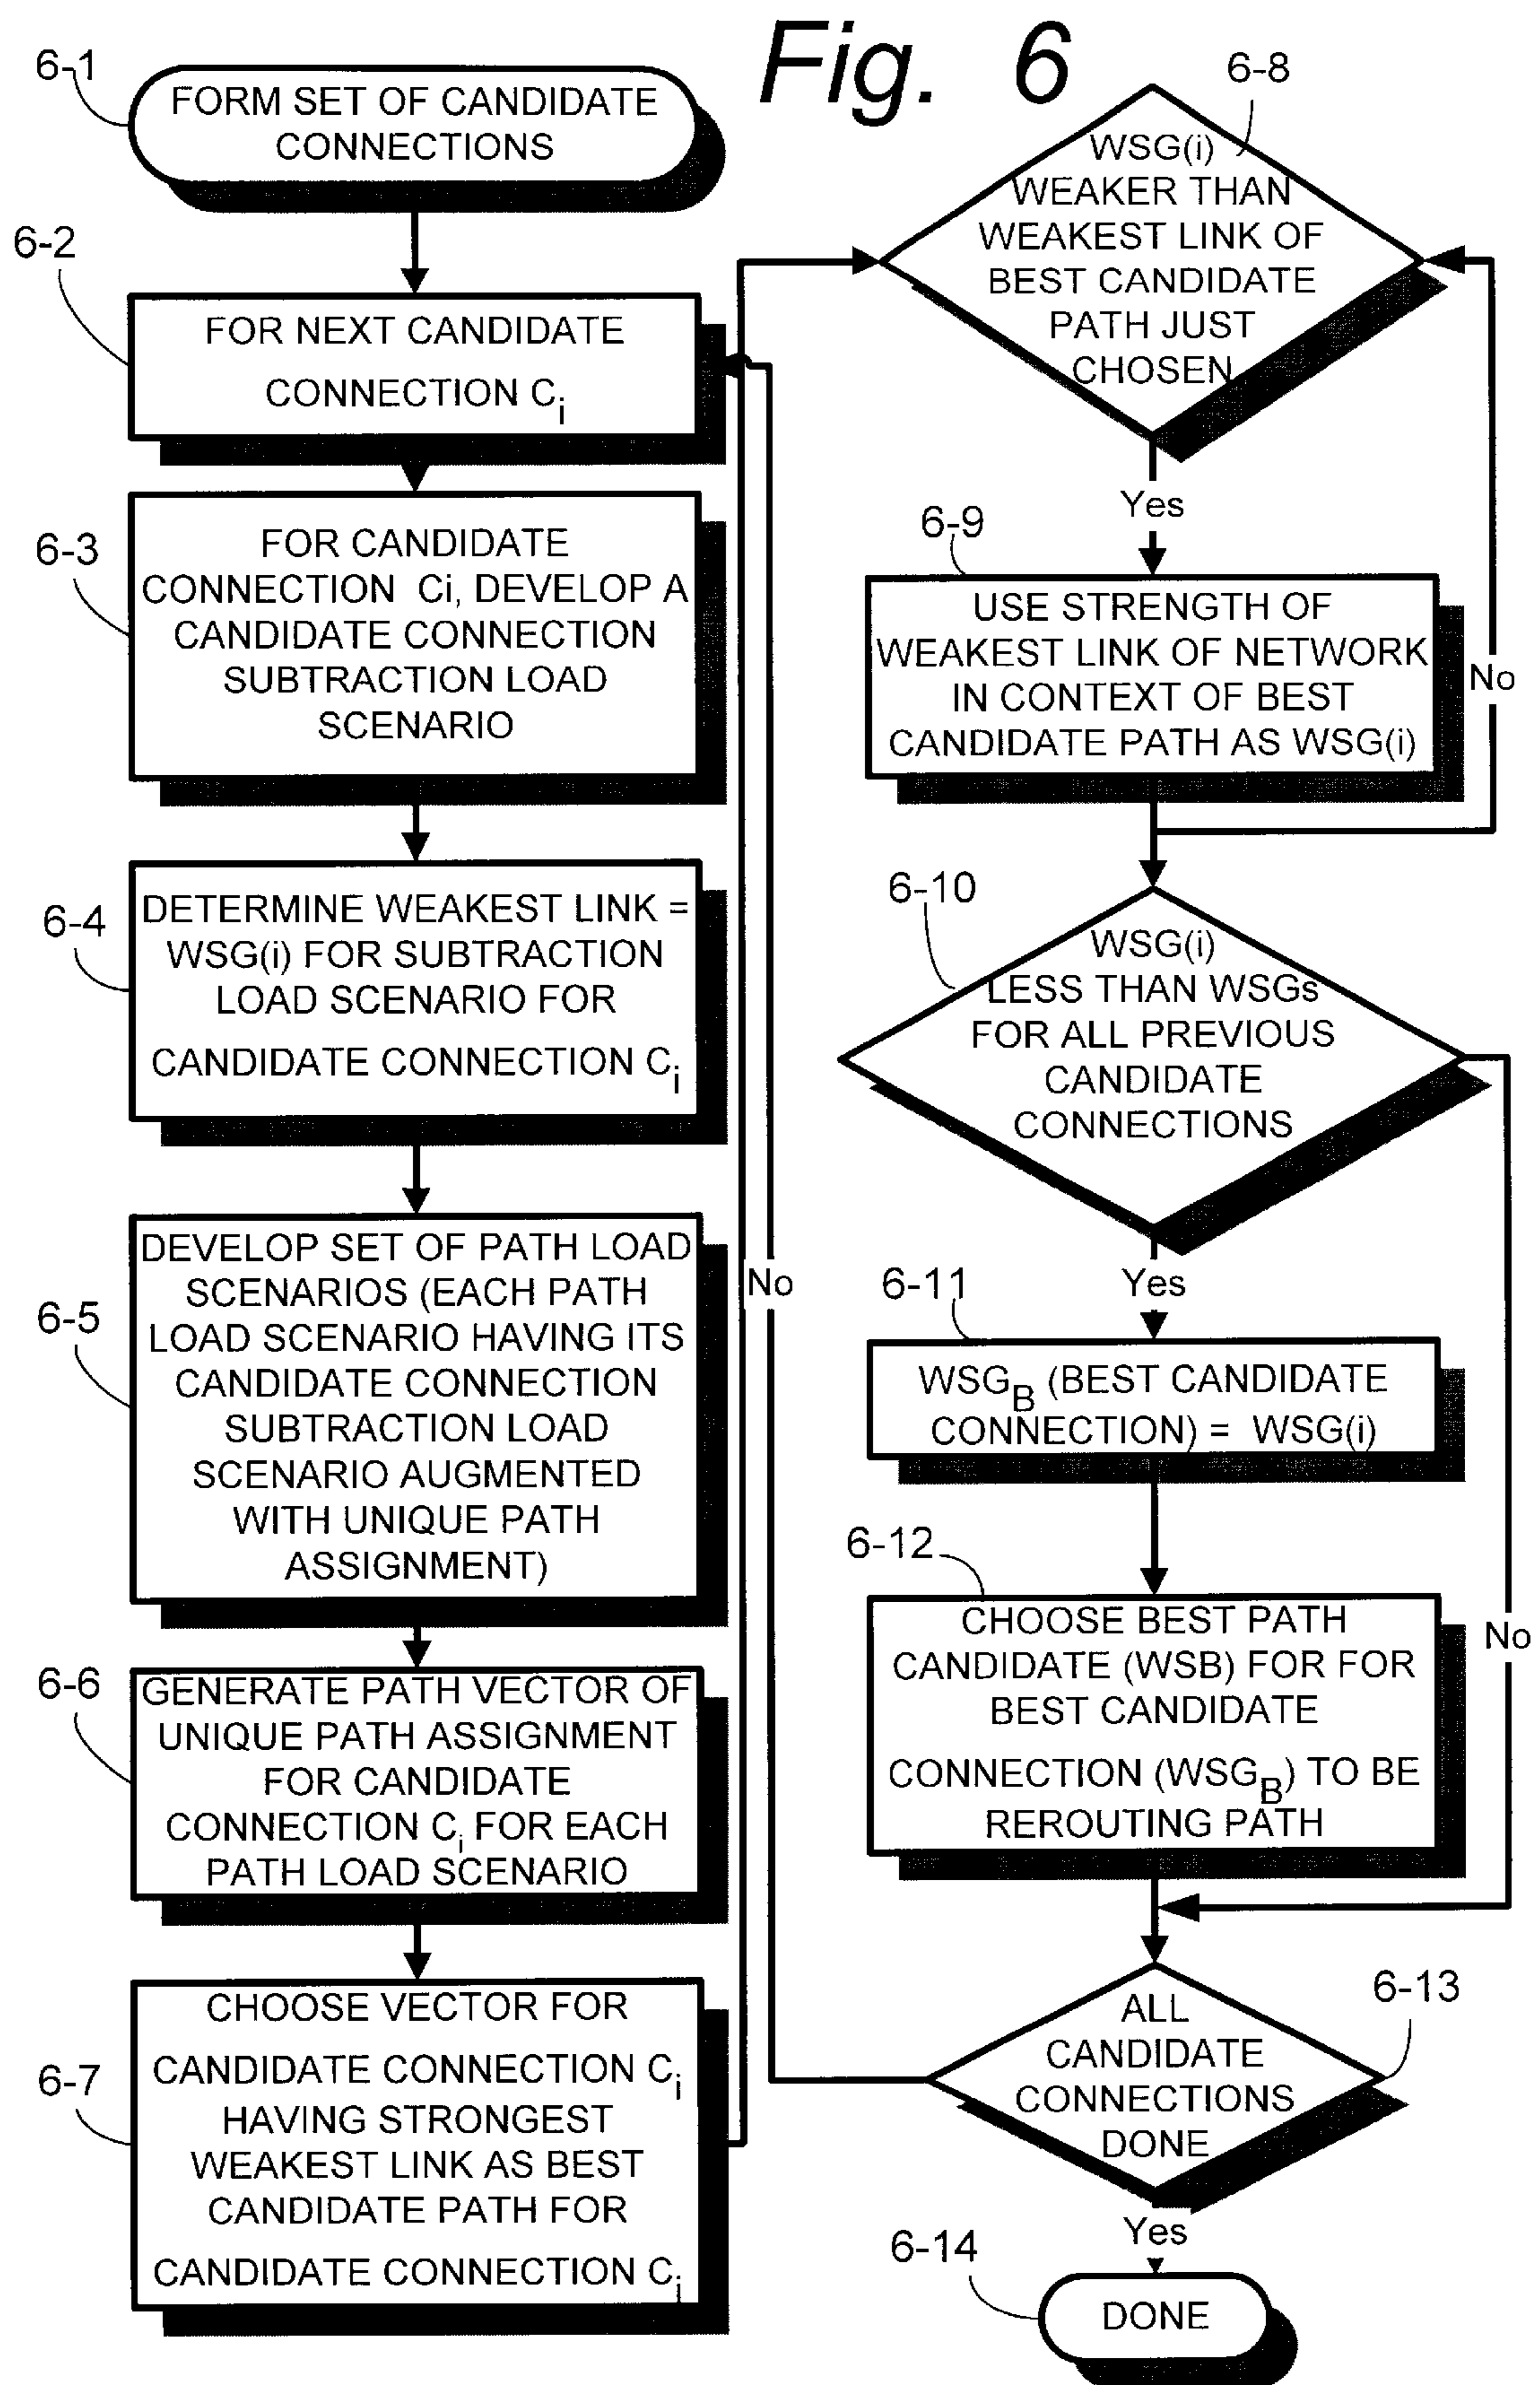 Fig. 6
6-1
FORM SET OF CANDIDATE
CONNECTIONS
6-2
FOR NEXT CANDIDATE
CONNECTION Ci
6-3
FOR CANDIDATE
CONNECTION Ci, DEVELOP A
CANDIDATE CONNECTION
SUBTRACTION LOAD
SCENARIO
6-4
DETERMINE WEAKEST LINK =
WSG(i) FOR SUBTRACTION
LOAD SCENARIO FOR
CANDIDATE CONNECTION Ci
6-5
DEVELOP SET OF PATH LOAD
SCENARIOS (EACH PATH
LOAD SCENARIO HAVING ITS
CANDIDATE CONNECTION
SUBTRACTION LOAD
SCENARIO AUGMENTED
WITH UNIQUE PATH
ASSIGNMENT)
6-6
GENERATE PATH VECTOR OF
UNIQUE PATH ASSIGNMENT
FOR CANDIDATE
CONNECTION Ci FOR EACH
PATH LOAD SCENARIO
6-7
CHOOSE VECTOR FOR
CANDIDATE CONNECTION Ci
HAVING STRONGEST
WEAKEST LINK AS BEST
CANDIDATE PATH FOR
CANDIDATE CONNECTION Ci
6-8
WSG(i)
WEAKER THAN
WEAKEST LINK OF
BEST CANDIDATE
PATH JUST
CHOSEN
Yes
No
6-9
USE STRENGTH OF
WEAKEST LINK OF NETWORK
IN CONTEXT OF BEST
CANDIDATE PATH AS WSG(i)
6-10
WSG(i)
LESS THAN WSGs
FOR ALL PREVIOUS
CANDIDATE
CONNECTIONS
Yes
No
6-11
WSGB (BEST CANDIDATE
CONNECTION) = WSG(i)
6-12
CHOOSE BEST PATH
CANDIDATE (WSB) FOR FOR
BEST CANDIDATE
CONNECTION (WSGB) TO BE
REROUTING PATH
6-13
ALL
CANDIDATE
CONNECTIONS
DONE
No
Yes
6-14
DONE